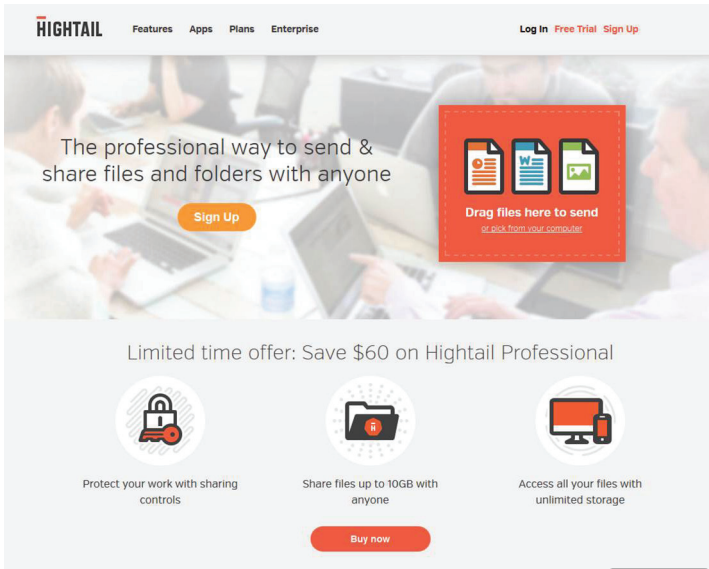 HIGHTAIL Features Apps Plans Enterprise Log In Free Trial Sign Up
The professional way to send &
share files and folders with anyone
Sign Up
W
Drag files here to send
or pick from your computer
Limited time offer: Save $60 on Hightail Professional
H
Protect your work with sharing
controls
Share files up to 10GB with
anyone
Access all your files with
unlimited storage
Buy now